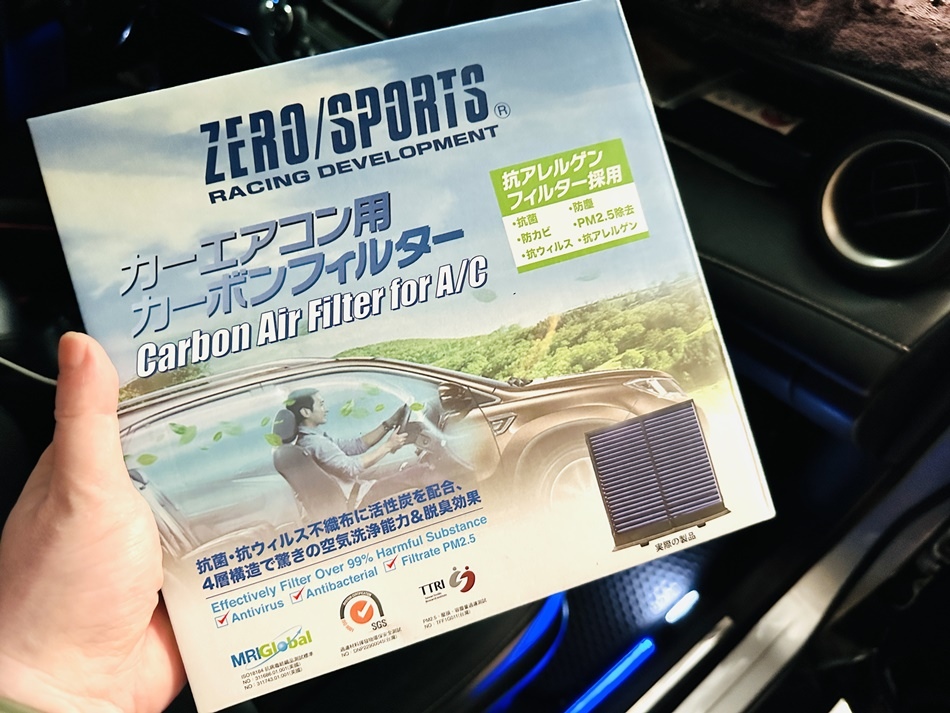 ZERO/SPORTS®
RACING DEVELOPMENT
カーエアコン用
カーボンフィルター
Carbon Air Filter for A/C
抗アレルゲン
フィルター採用
・抗菌 ・防塵
・防カビ ・PM2.5除去
・抗ウィルス ・抗アレルゲン
抗菌・抗ウィルス不織布に活性炭を配合、
4層構造で驚きの空気洗浄能力&脱臭効果
Effectively Filter Over 99% Harmful Substance
Antivirus Antibacterial Filtrate PM2.5
実際の製品
SGS
TTRI
MRIGlobal